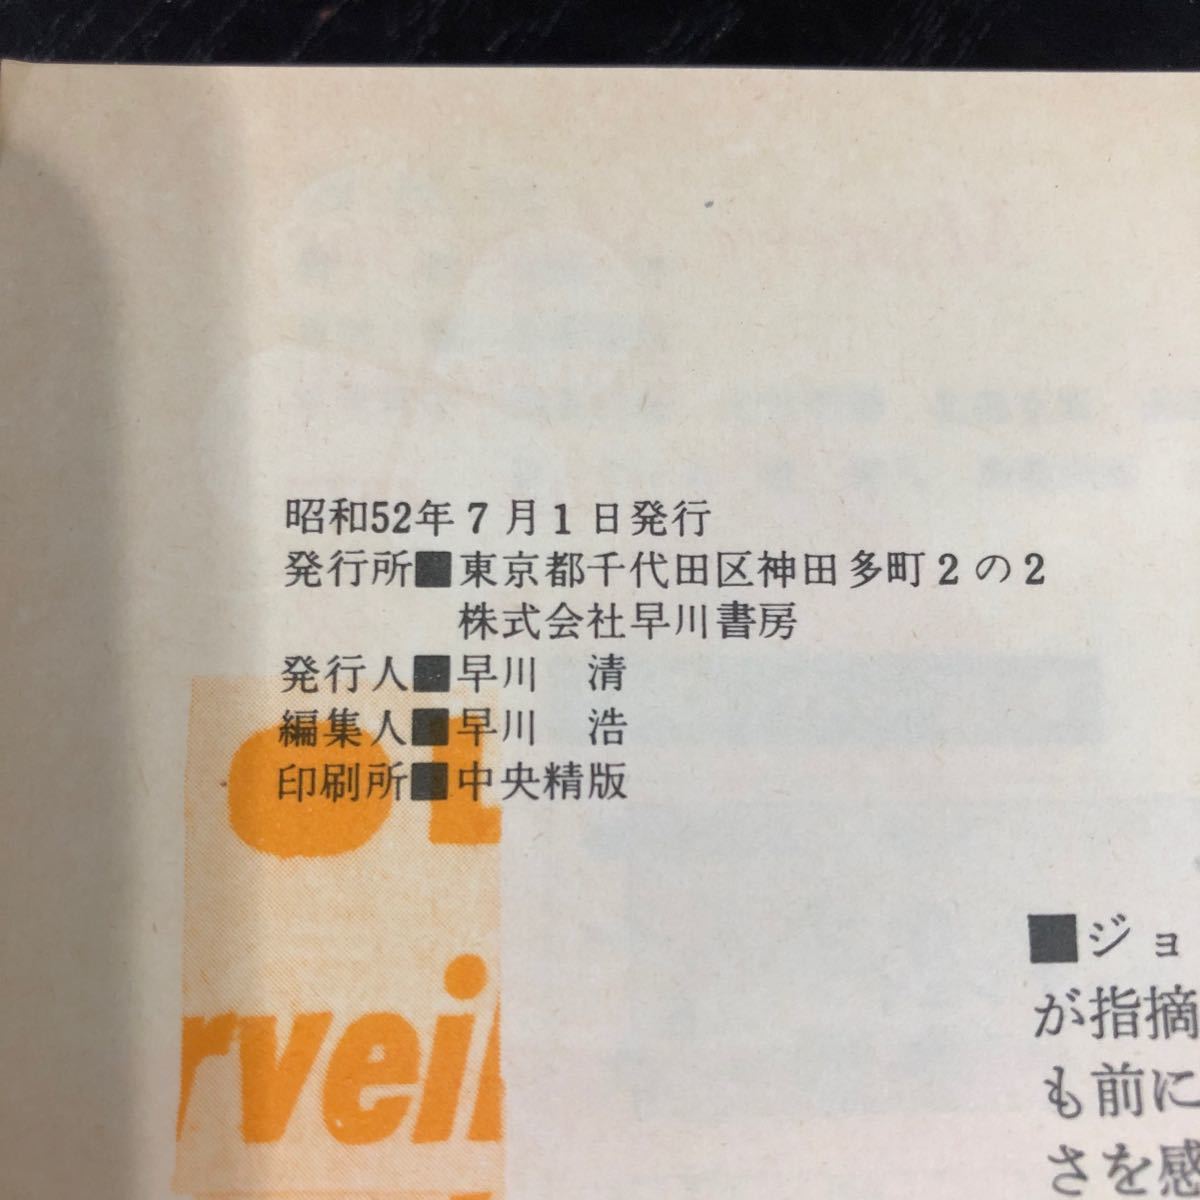 昭和52年7月1日発行
発行所■東京都千代田区神田多町2の2
株式会社早川書房
発行人■早川 清
編集人■早川 浩
印刷所■中央精版
rveil
■ジョ
が指摘
も前に
さを感